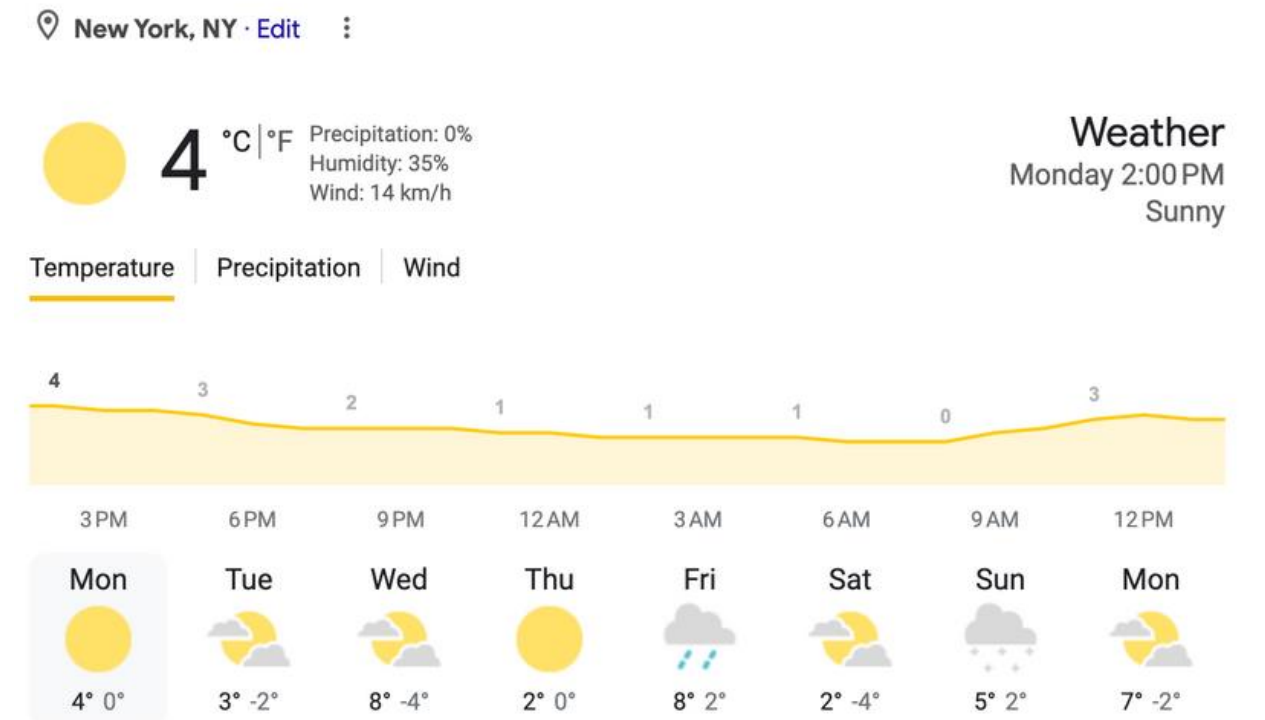 New York, NY · Edit
4 °C|°F
Precipitation: 0%
Humidity: 35%
Wind: 14 km/h
Weather
Monday 2:00 PM
Sunny
Temperature Precipitation Wind
4 3 2 1 1 1 0 3
3 PM 6 PM 9 PM 12 AM 3 AM 6 AM 9 AM 12 PM
Mon Tue Wed Thu Fri Sat Sun Mon
4° 0° 3° -2° 8° -4° 2° 0° 8° 2° 2° -4° 5° 2° 7° -2°